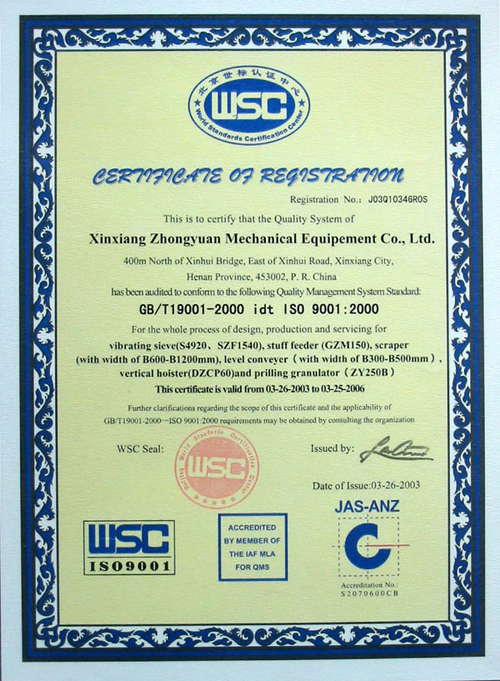 北京世标认证中心
WSC
World Standards Certification Center
CERTIFICATE OF REGISTRATION
Registration No.: J03Q10346R0S
This is to certify that the Quality System of
Xinxiang Zhongyuan Mechanical Equipement Co., Ltd.
400m North of Xinhui Bridge, East of Xinhui Road, Xinxiang City,
Henan Province, 453002, P. R. China
has been audited to conform to the following Quality Management System Standard:
GB/T19001-2000 idt ISO 9001:2000
For the whole process of design, production and servicing for
vibrating sieve(S4920、SZF1540), stuff feeder (GZM150), scraper
(with width of B600-B1200mm), level conveyer（with width of B300-B500mm）,
vertical hoister(DZCP60)and prilling granulator（ZY250B）
This certificate is valid from 03-26-2003 to 03-25-2006
Further clarifications regarding the scope of this certificate and the applicability of
GB/T19001-2000—ISO 9001:2000 requirements may be obtained by consulting the organization
WSC Seal:
Issued by:
World Standards Certification
WSC
Center
Date of Issue:03-26-2003
WSC
ISO9001
ACCREDITED
BY MEMBER OF
THE IAF MLA
FOR QMS
JAS-ANZ
Accreditation No.:
S2070600CB